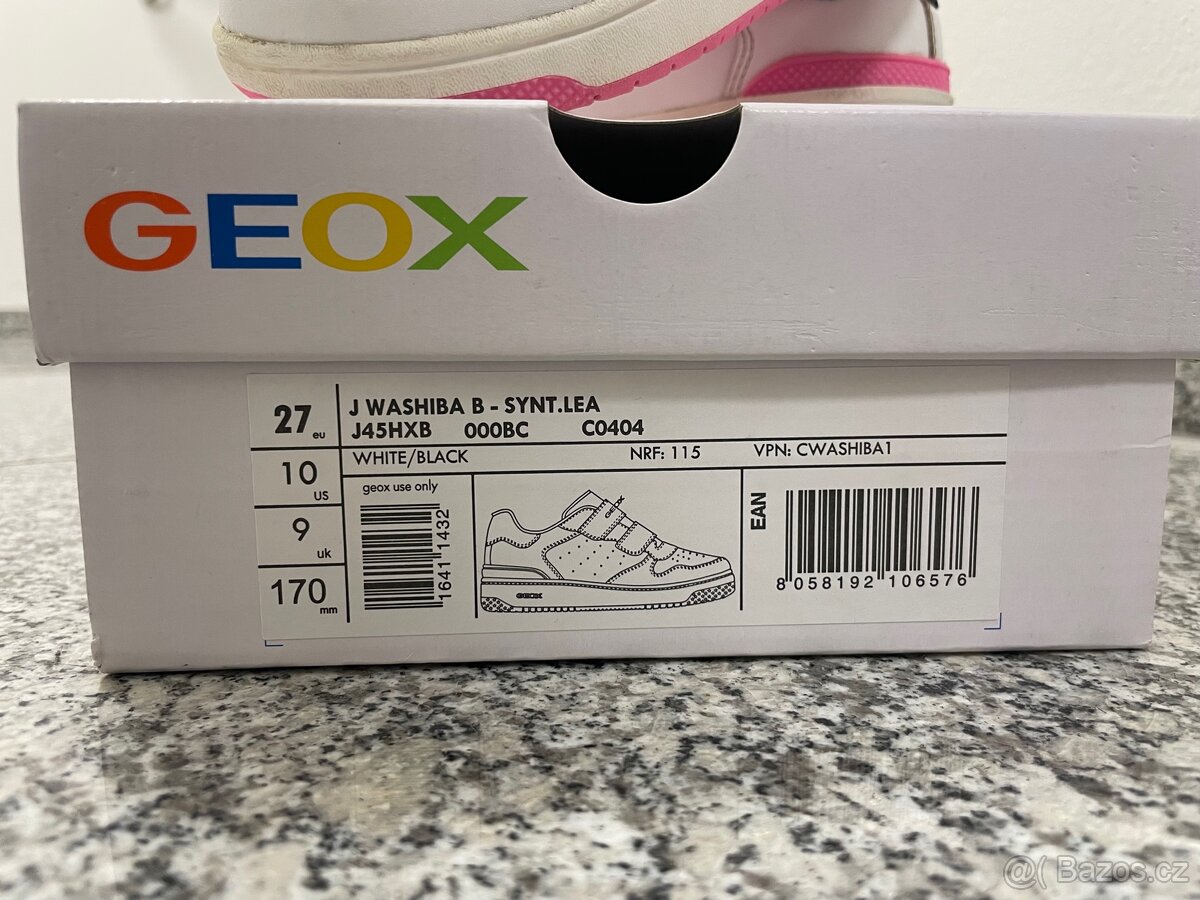 GEOX
27 eu
J WASHIBA B - SYNT.LEA
J45HXB 000BC C0404
10 US
WHITE/BLACK NRF: 115 VPN: CWASHIBA1
9 uk
geox use only
1641 1432
GEOX
GEOX
EAN
8 058192 106576
170 mm
@( Bazos.cz